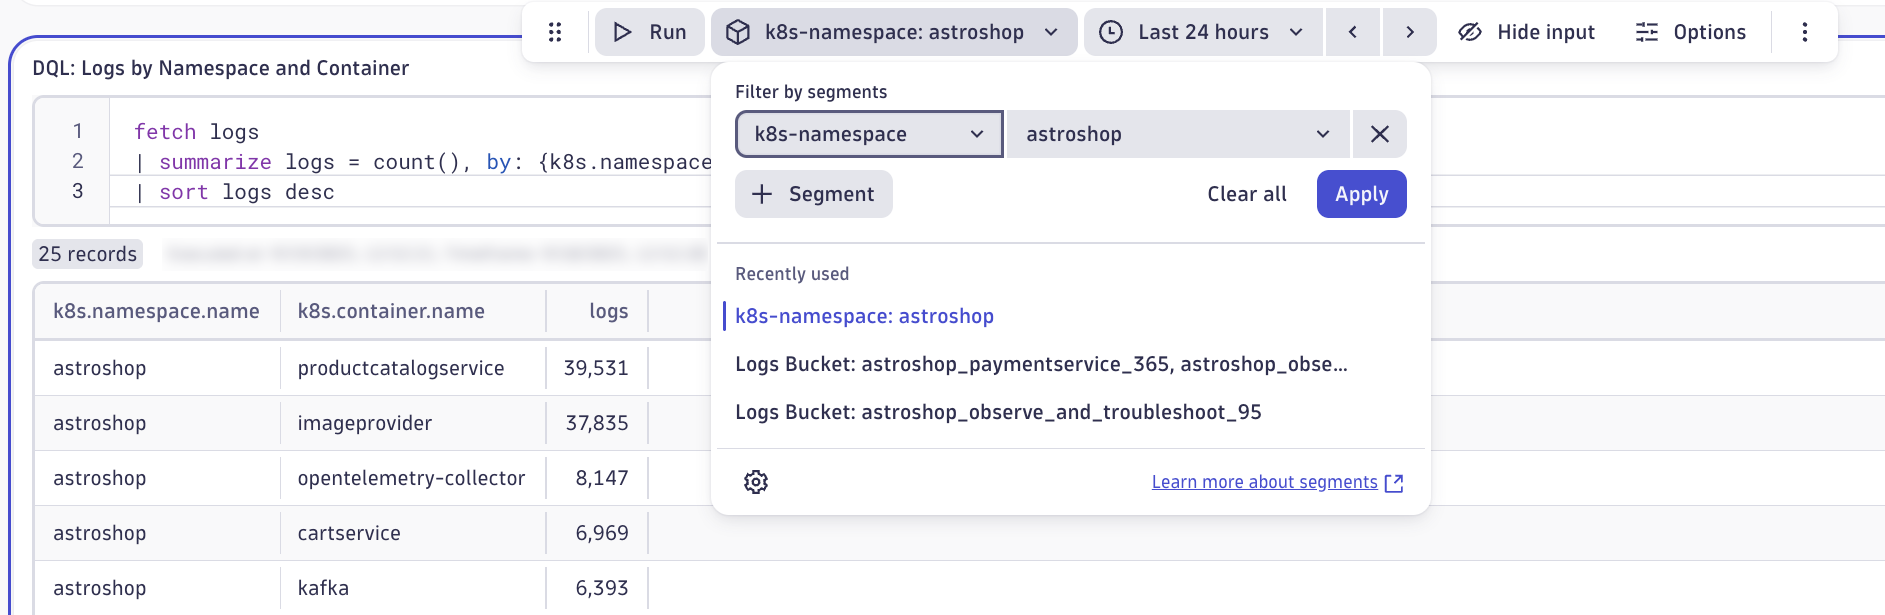 Run
k8s-namespace: astroshop
Last 24 hours
Hide input
Options
DQL: Logs by Namespace and Container
1 fetch logs
2 | summarize logs = count(), by: {k8s.namespace
3 | sort logs desc
Filter by segments
k8s-namespace astroshop
Segment Clear all Apply
Recently used
k8s-namespace: astroshop
Logs Bucket: astroshop_paymentservice_365, astroshop_obse...
Logs Bucket: astroshop_observe_and_troubleshoot_95
Learn more about segments
25 records
k8s.namespace.name k8s.container.name logs
astroshop productcatalogservice 39,531
astroshop imageprovider 37,835
astroshop opentelemetry-collector 8,147
astroshop cartservice 6,969
astroshop kafka 6,393